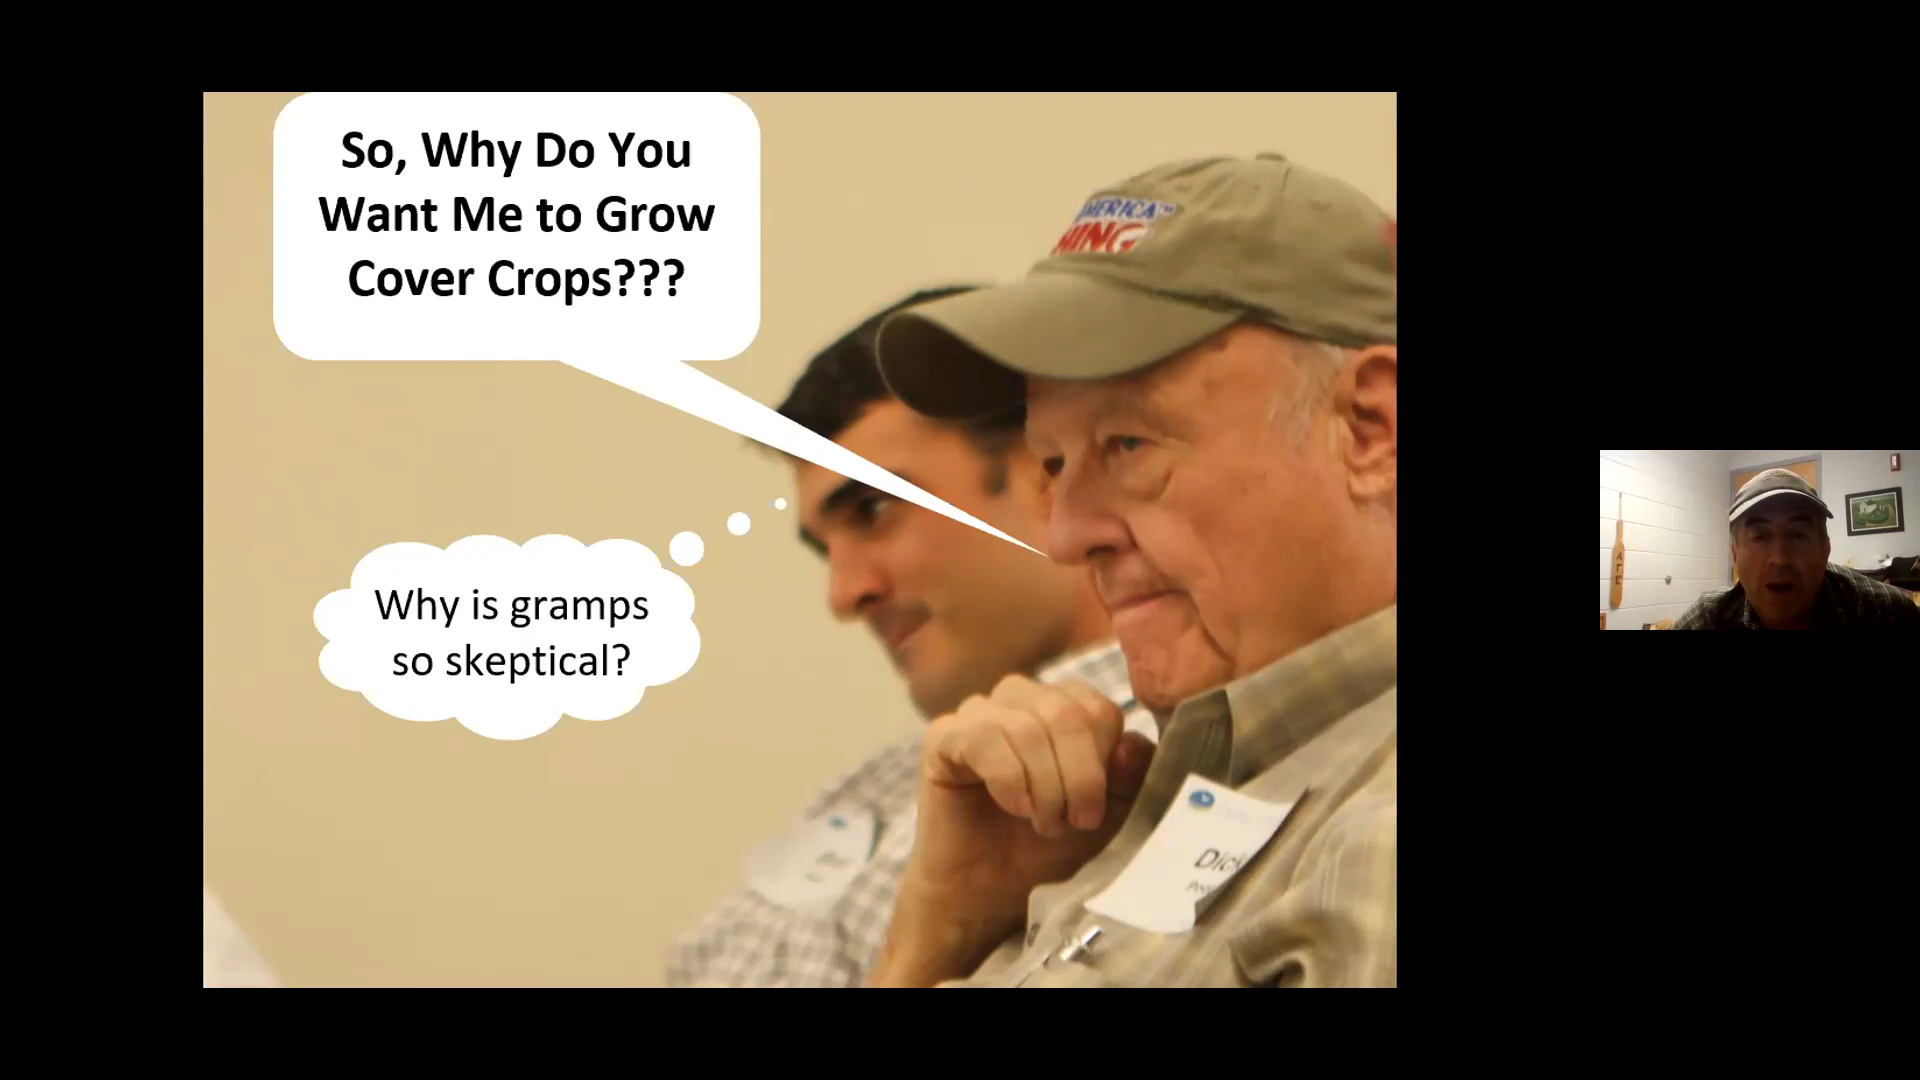 So, Why Do You
Want Me to Grow
Cover Crops???
Why is gramps
so skeptical?